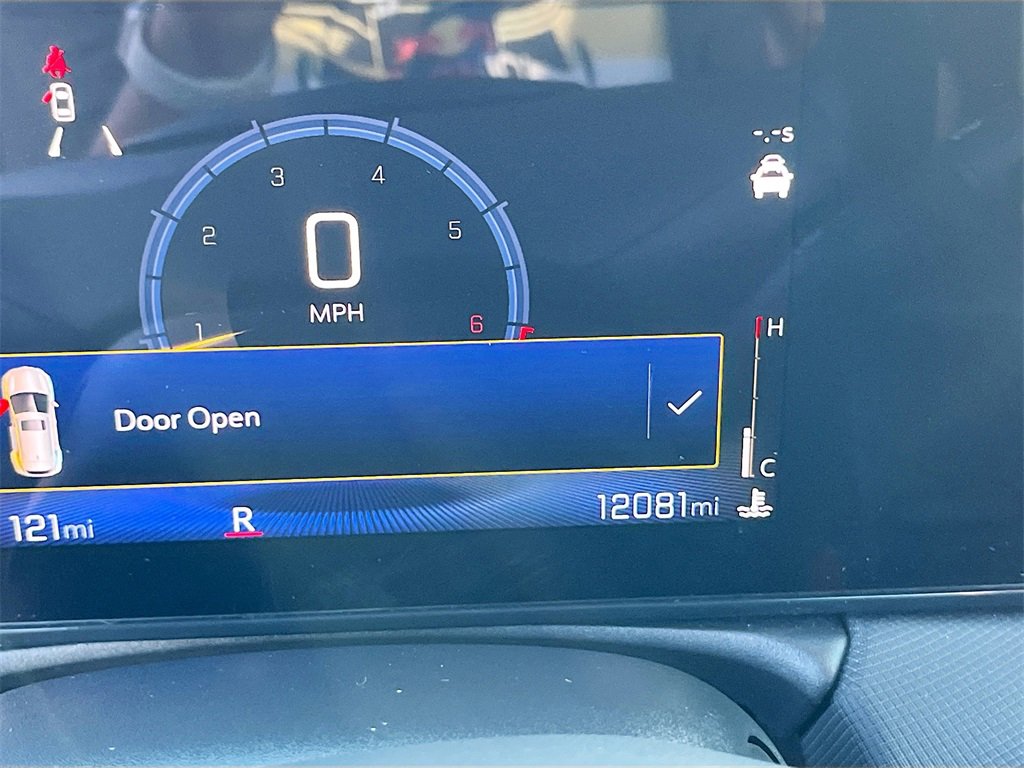 -.-s
3 4
2 5
0
MPH
1 6
H
Door Open
C
121mi R 12081mi